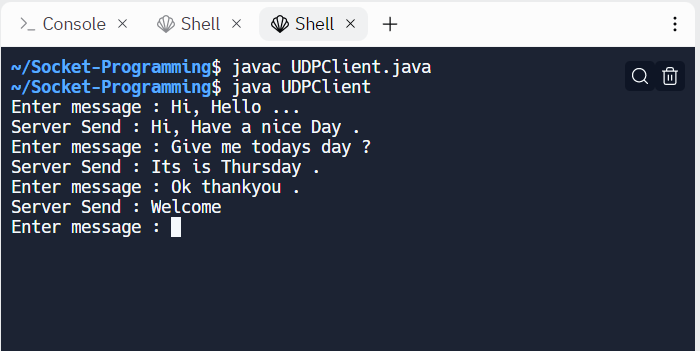 Console Shell Shell
~/Socket-Programming$ javac UDPClient.java
~/Socket-Programming$ java UDPClient
Enter message : Hi, Hello ...
Server Send : Hi, Have a nice Day .
Enter message : Give me todays day ?
Server Send : Its is Thursday .
Enter message : Ok thankyou .
Server Send : Welcome
Enter message :